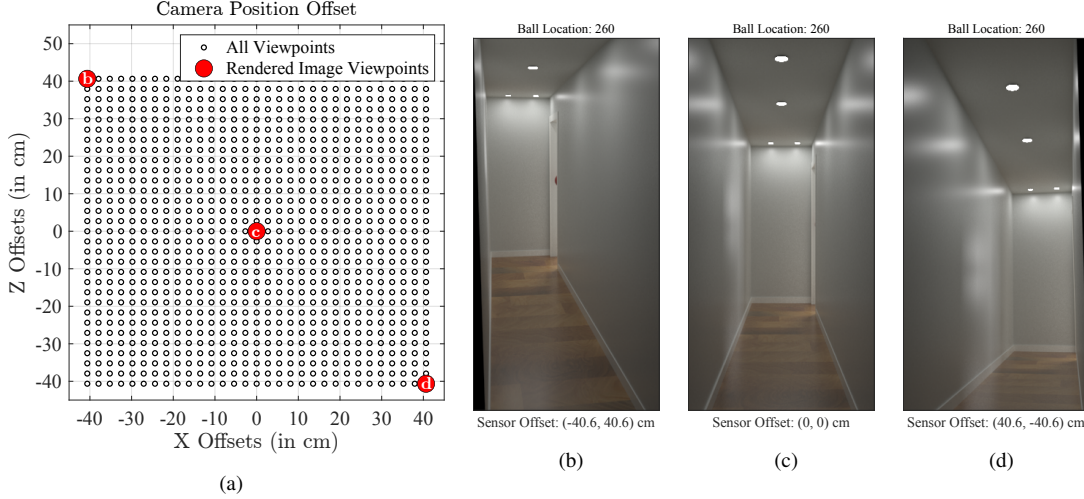 Camera Position Offset
50
40
30
20
10
0
-10
-20
-30
-40
Z Offsets (in cm)
All Viewpoints
Rendered Image Viewpoints
b
c
d
-40 -30 -20 -10 0 10 20 30 40
X Offsets (in cm)
(a)
Ball Location: 260
Sensor Offset: (-40.6, 40.6) cm
(b)
Ball Location: 260
Sensor Offset: (0, 0) cm
(c)
Ball Location: 260
Sensor Offset: (40.6, -40.6) cm
(d)